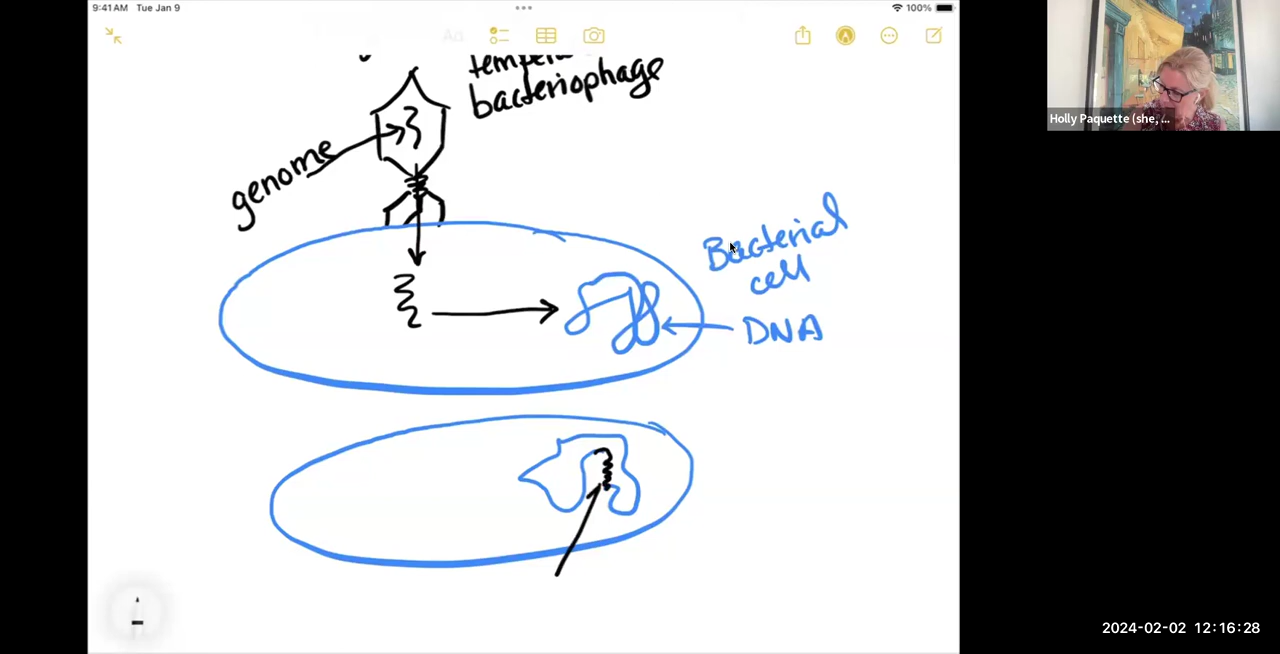 9:41 AM Tue Jan 9
100%
Aa
bacteriophage
genome
Bacterial
cell
DNA
Holly Paquette (she, ...
2024-02-02 12:16:28